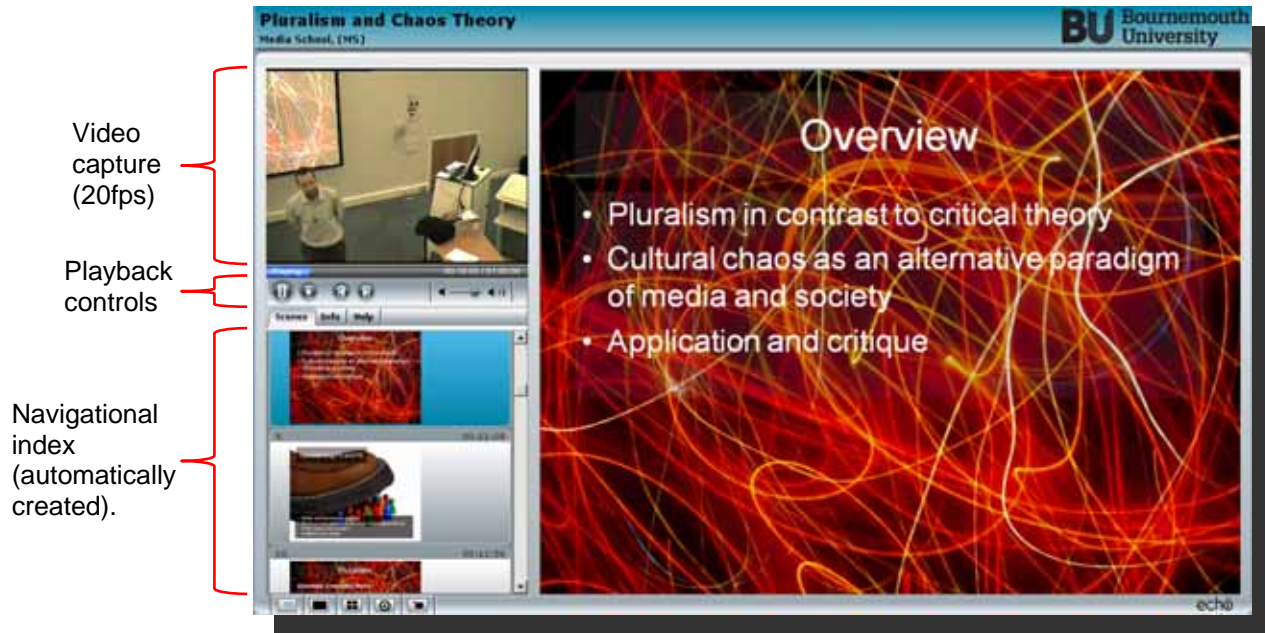 Pluralism and Chaos Theory
Media School, (MS)
BU Bournemouth
University
Video
capture
(20fps)
Playback
controls
Navigational
index
(automatically
created).
Scenes Info Help
Overview
• Pluralism in contrast to critical theory
• Cultural chaos as an alternative paradigm
of media and society
• Application and critique
Overview
echo